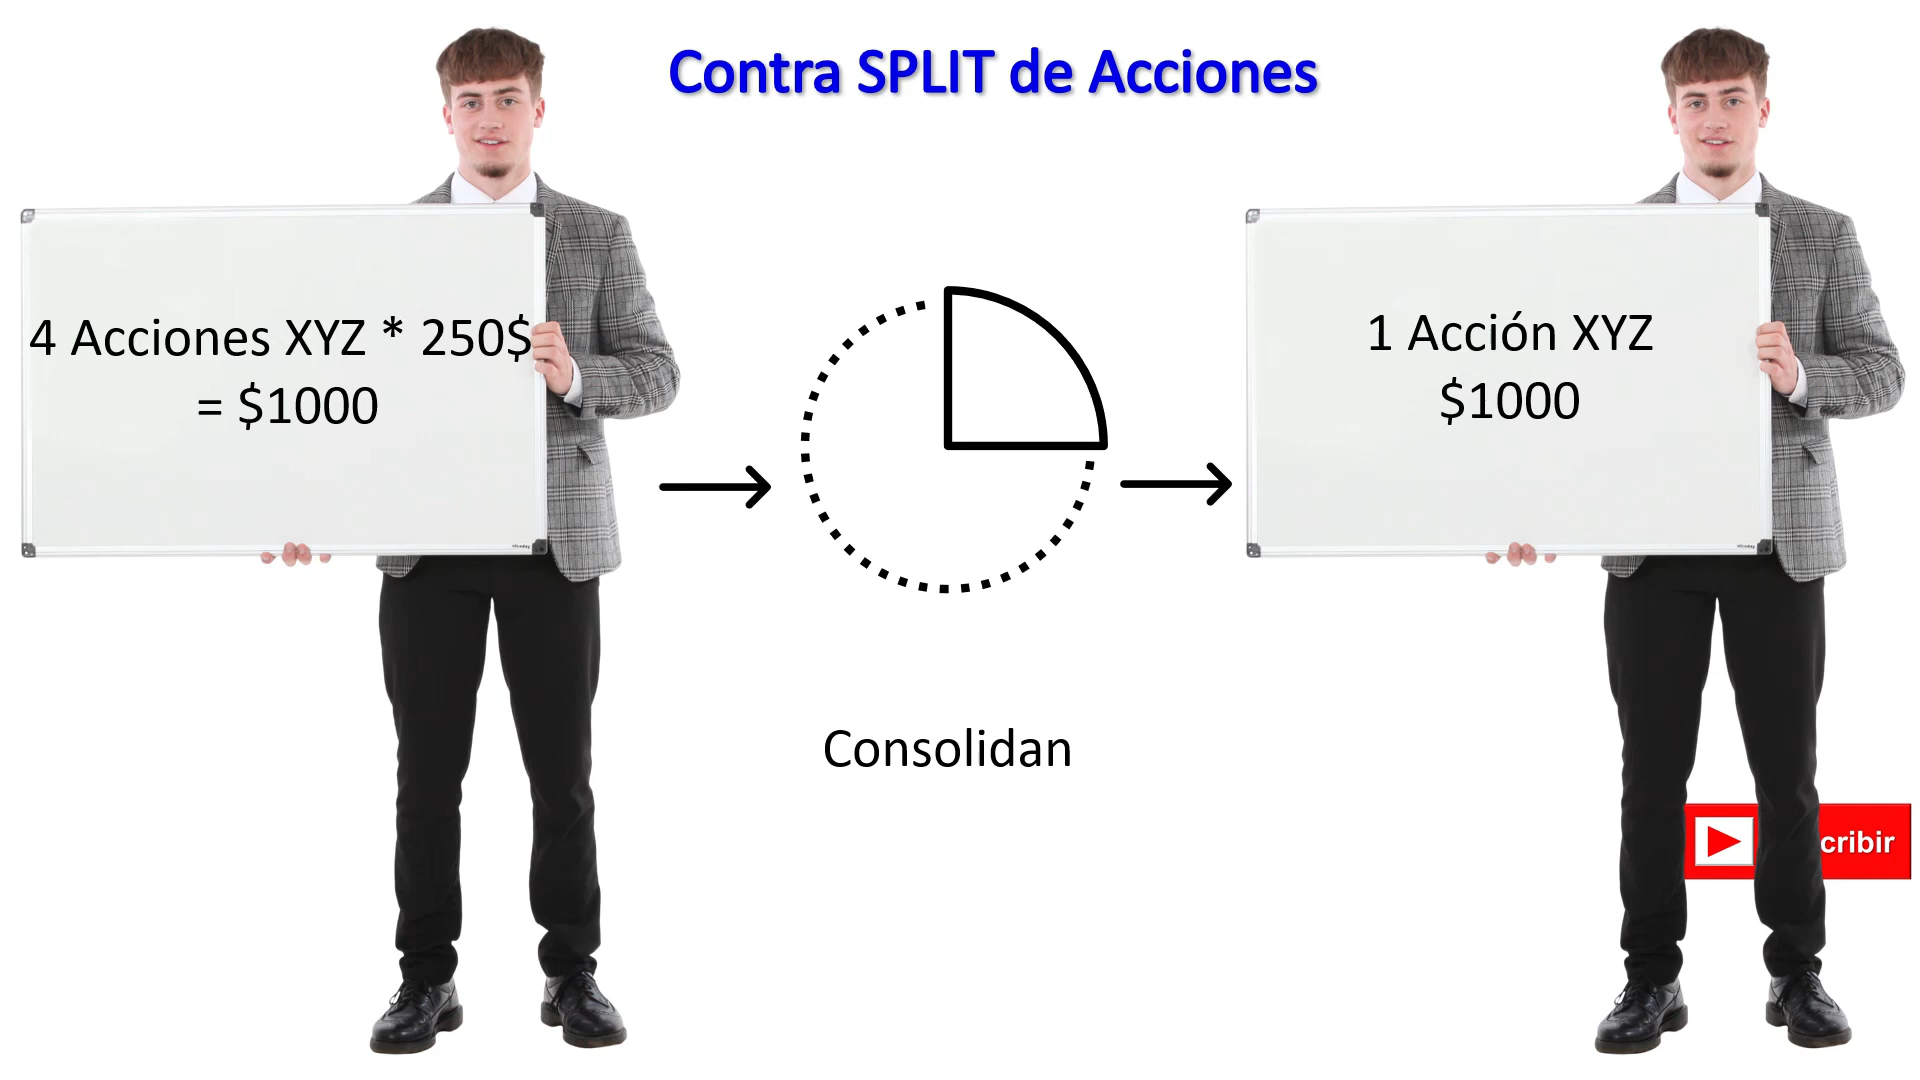 Contra SPLIT de Acciones
4 Acciones XYZ * 250$
= $1000
1 Acción XYZ
$1000
Consolidan
cribir